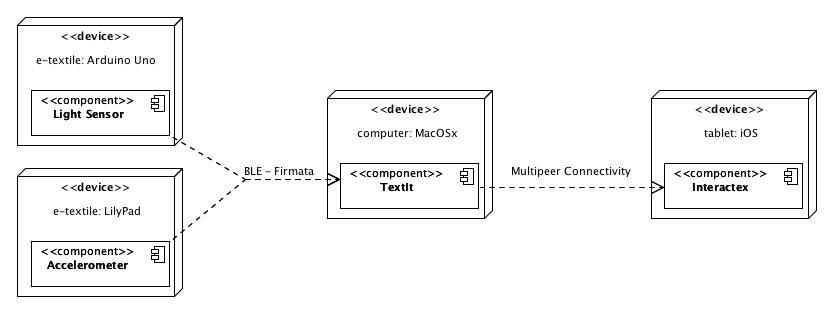 <<device>>
e-textile: Arduino Uno
<<component>>
Light Sensor
<<device>>
e-textile: LilyPad
<<component>>
Accelerometer
BLE - Firmata
<<device>>
computer: MacOSx
<<component>>
TextIt
Multipeer Connectivity
<<device>>
tablet: iOS
<<component>>
Interactex